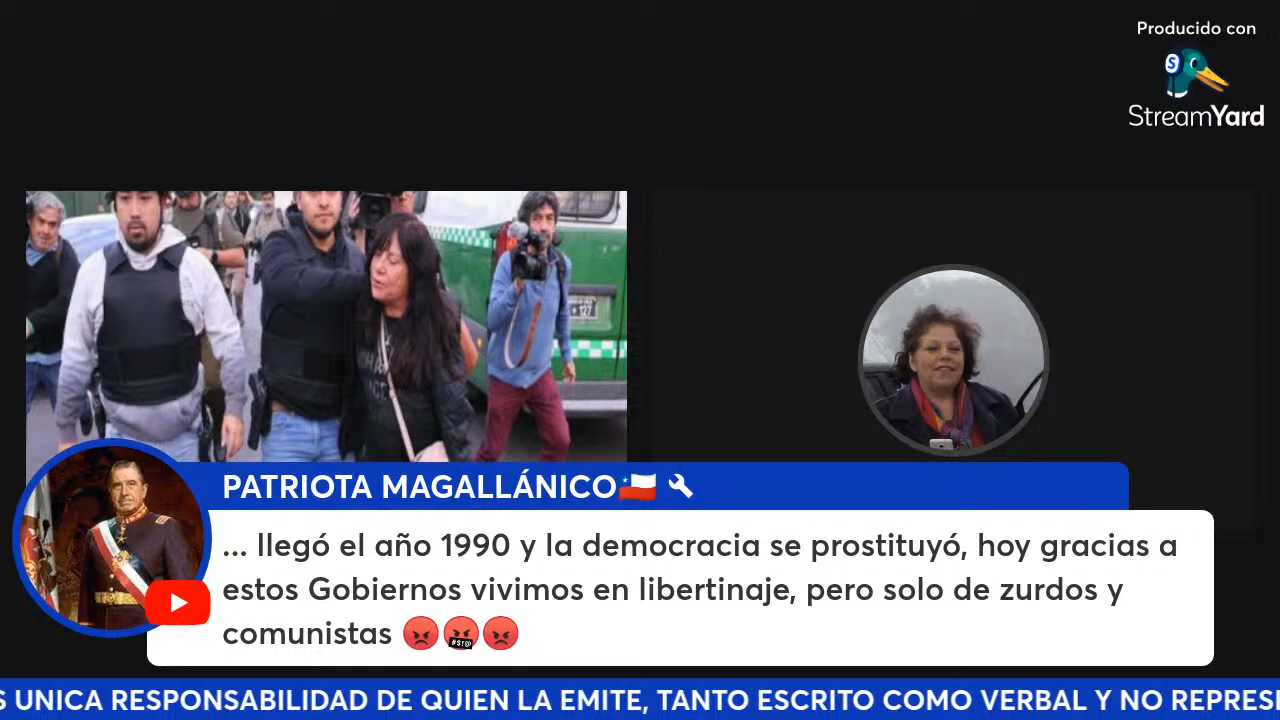 Producido con
StreamYard
PATRIOTA MAGALLÁNICO
... llegó el año 1990 y la democracia se prostituyó, hoy gracias a
estos Gobiernos vivimos en libertinaje, pero solo de zurdos y
comunistas 😡🤬😡
S UNICA RESPONSABILIDAD DE QUIEN LA EMITE, TANTO ESCRITO COMO VERBAL Y NO REPRESE